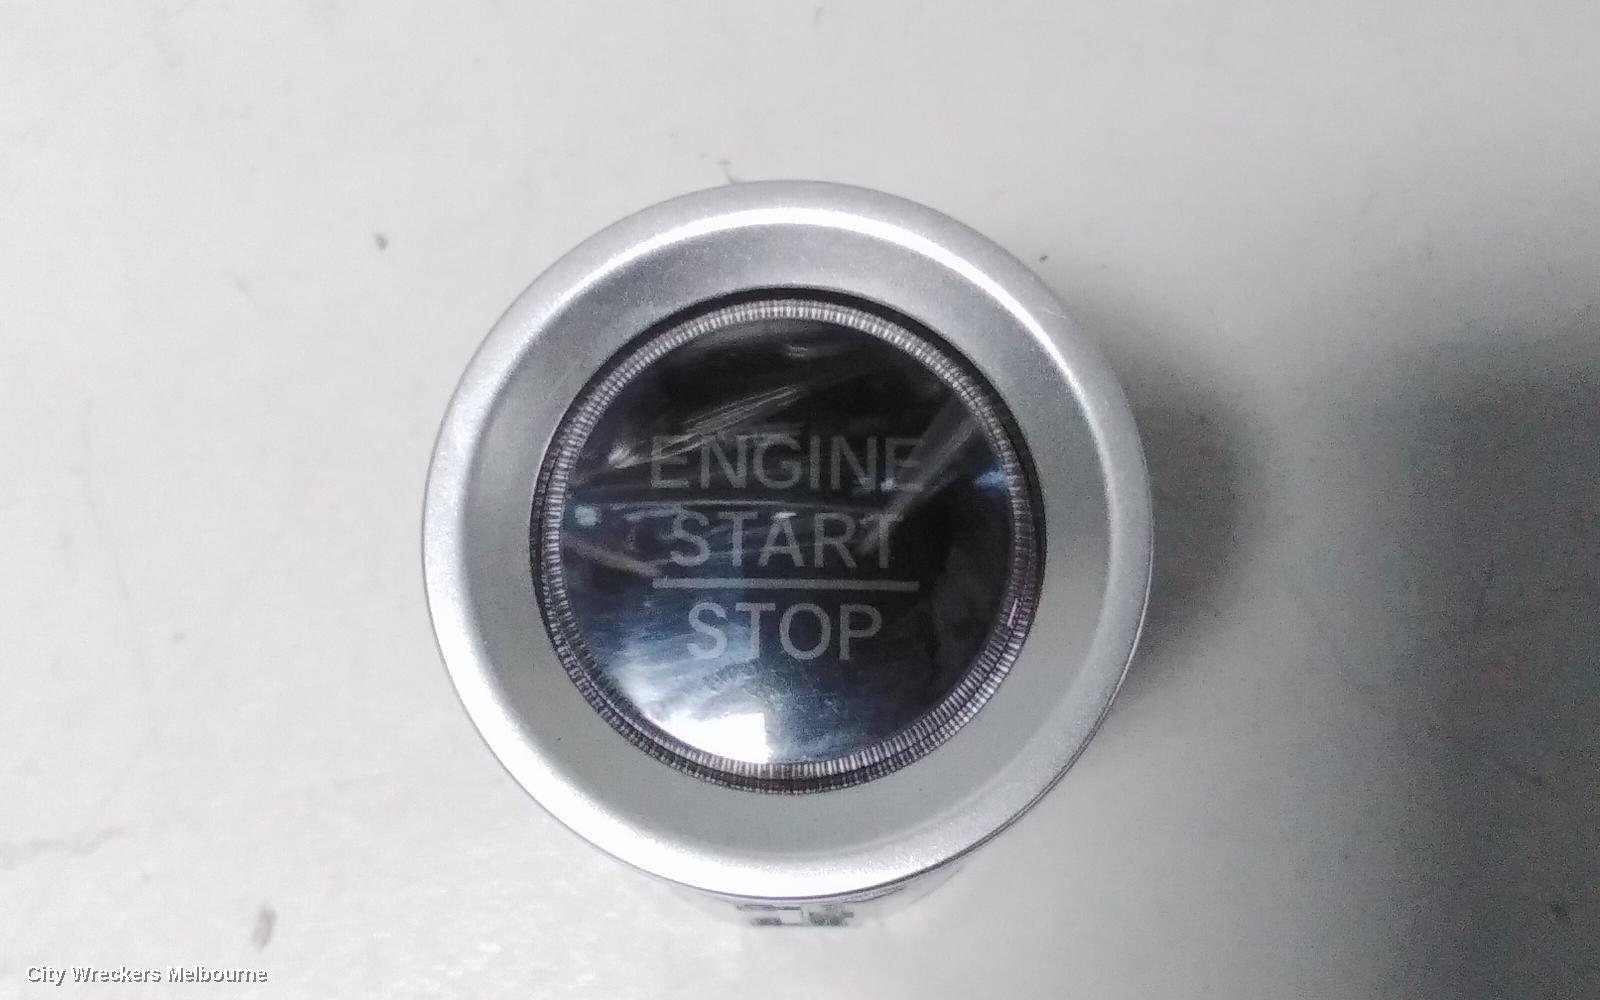 ENGINE
START
STOP
City Wreckers Melbourne